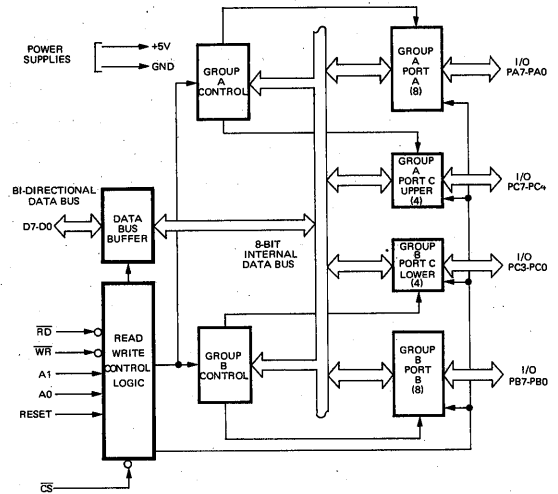 POWER
SUPPLIES
+5V
GND
GROUP
A
CONTROL
GROUP
A
PORT
A
(8)
I/O
PA7-PA0
GROUP
A
PORT C
UPPER
(4)
I/O
PC7-PC4
BI-DIRECTIONAL
DATA BUS
D7-D0
DATA
BUS
BUFFER
8-BIT
INTERNAL
DATA BUS
GROUP
B
PORT C
LOWER
(4)
I/O
PC3-PC0
RD
WR
A1
A0
RESET
CS
READ
WRITE
CONTROL
LOGIC
GROUP
B
CONTROL
GROUP
B
PORT
B
(8)
I/O
PB7-PB0